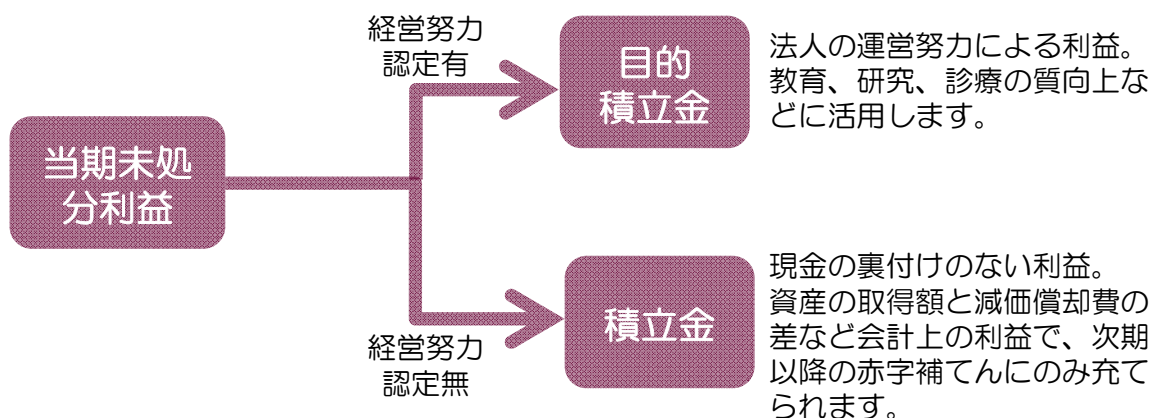 経営努力
認定有
目的
積立金
法人の運営努力による利益。
教育、研究、診療の質向上な
どに活用します。
当期未処
分利益
経営努力
認定無
積立金
現金の裏付けのない利益。
資産の取得額と減価償却費の
差など会計上の利益で、次期
以降の赤字補てんにのみ充て
られます。